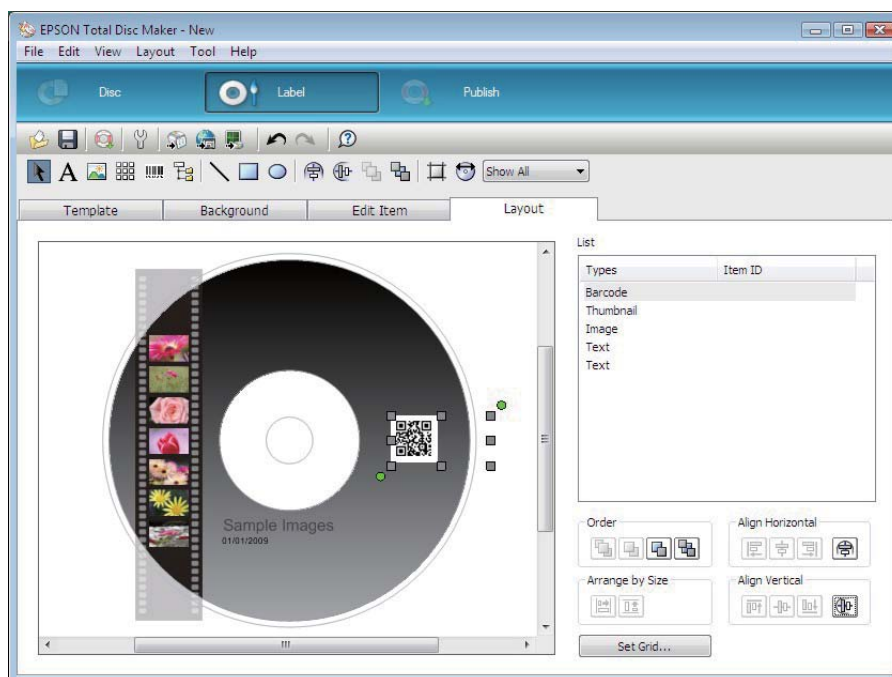 EPSON Total Disc Maker - New
File Edit View Layout Tool Help
Disc Label Publish
A Show All
Template Background Edit Item Layout
List
Types Item ID
Barcode
Thumbnail
Image
Text
Text
Sample Images
01/01/2009
Order Align Horizontal
Arrange by Size Align Vertical
Set Grid...